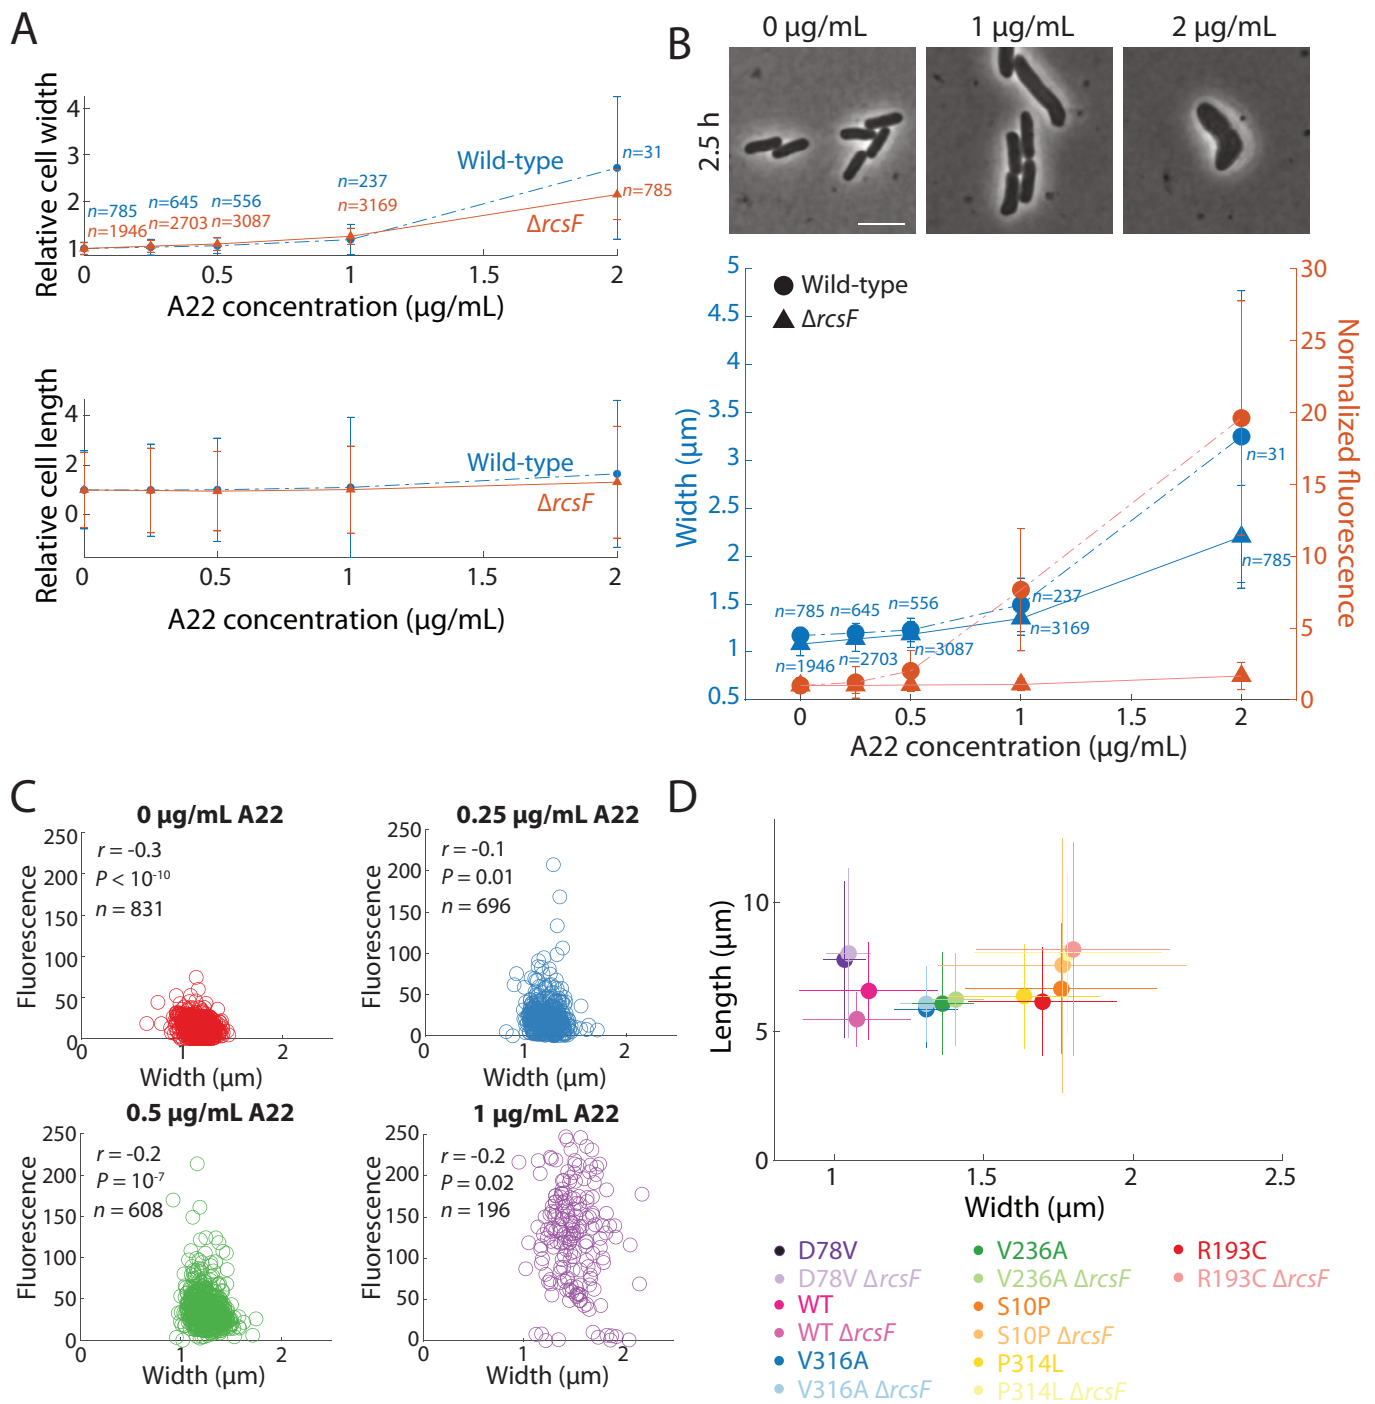 A
Relative cell width
4
3
2
1
Wild-type
ΔrcsF
n=785
n=1946
n=645
n=2703
n=556
n=3087
n=237
n=3169
n=31
n=785
0
0.5
1
1.5
2
A22 concentration (µg/mL)
Relative cell length
4
2
0
Wild-type
ΔrcsF
0
0.5
1
1.5
2
A22 concentration (µg/mL)
B
0 µg/mL
1 µg/mL
2 µg/mL
2.5 h
Wild-type
ΔrcsF
Width (µm)
5
4.5
4
3.5
3
2.5
2
1.5
1
0.5
Normalized fluorescence
30
25
20
15
10
5
0
n=785
n=645
n=556
n=237
n=31
n=1946
n=2703
n=3087
n=3169
n=785
0
0.5
1
1.5
2
A22 concentration (µg/mL)
C
0 µg/mL A22
r = -0.3
P < 10-10
n = 831
Fluorescence
250
200
150
100
50
0
0
1
2
Width (µm)
0.25 µg/mL A22
r = -0.1
P = 0.01
n = 696
Fluorescence
250
200
150
100
50
0
0
1
2
Width (µm)
0.5 µg/mL A22
r = -0.2
P = 10-7
n = 608
Fluorescence
250
200
150
100
50
0
0
1
2
Width (µm)
1 µg/mL A22
r = -0.2
P = 0.02
n = 196
Fluorescence
250
200
150
100
50
0
0
1
2
Width (µm)
D
Length (µm)
10
5
0
1
1.5
2
2.5
Width (µm)
D78V
D78V ΔrcsF
WT
WT ΔrcsF
V316A
V316A ΔrcsF
V236A
V236A ΔrcsF
S10P
S10P ΔrcsF
P314L
P314L ΔrcsF
R193C
R193C ΔrcsF